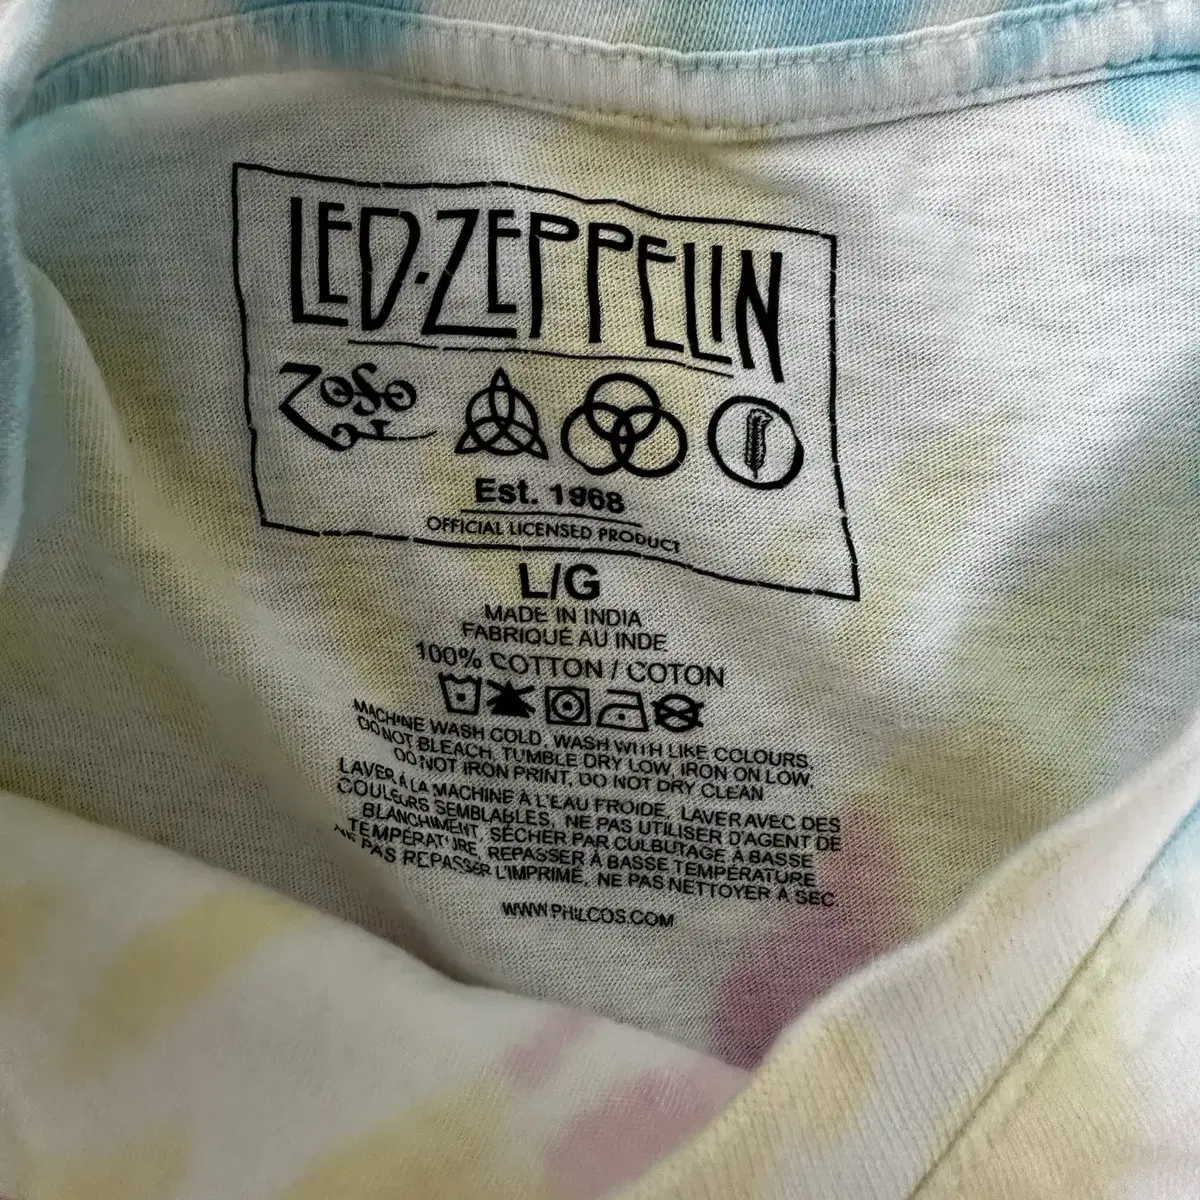 LED·ZEPPELIN
ZOSO
Est. 1968
OFFICIAL LICENSED PRODUCT
L/G
MADE IN INDIA
FABRIQUÉ AU INDE
100% COTTON / COTON
MACHINE WASH COLD, WASH WITH LIKE COLOURS,
DO NOT BLEACH, TUMBLE DRY LOW, IRON ON LOW,
DO NOT IRON PRINT, DO NOT DRY CLEAN
LAVER À LA MACHINE À L'EAU FROIDE, LAVER AVEC DES
COULEURS SEMBLABLES, NE PAS UTILISER D'AGENT DE
BLANCHIMENT, SÉCHER PAR CULBUTAGE À BASSE
TEMPÉRATURE, REPASSER À BASSE TEMPÉRATURE
NE PAS REPASSER L'IMPRIMÉ, NE PAS NETTOYER À SEC
WWW.PHILCOS.COM